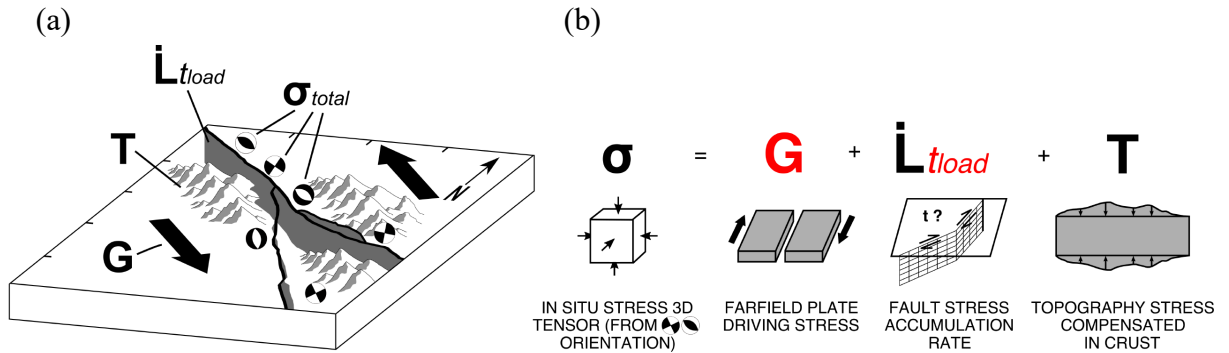 (a)
L̇ tload
σtotal
T
N
G
(b)
σ = G + L̇ tload + T
t ?
IN SITU STRESS 3D
TENSOR (FROM
ORIENTATION)
FARFIELD PLATE
DRIVING STRESS
FAULT STRESS
ACCUMULATION
RATE
TOPOGRAPHY STRESS
COMPENSATED
IN CRUST